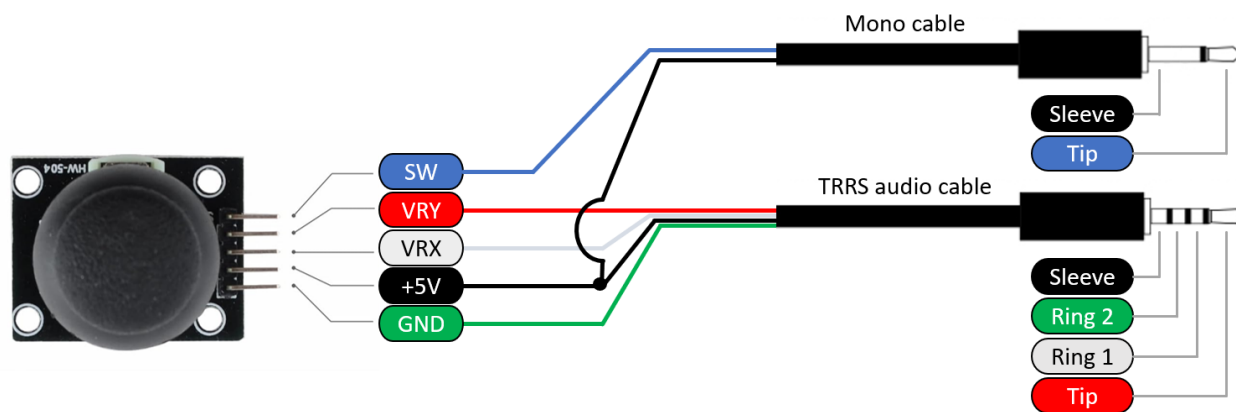 Mono cable
Sleeve
Tip
HW-504
S
SW
VRY
VRX
+5V
GND
TRRS audio cable
Sleeve
Ring 2
Ring 1
Tip